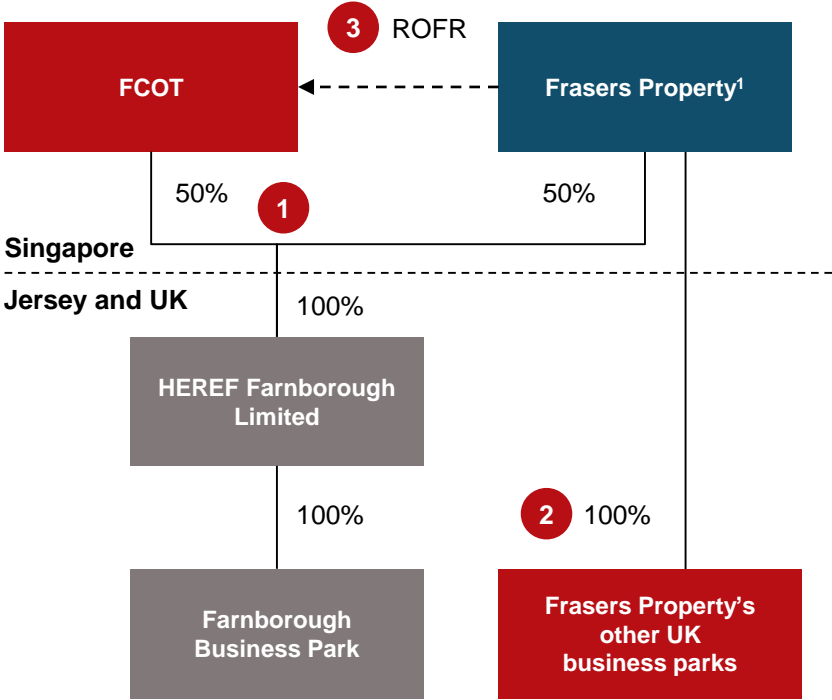 3 ROFR
FCOT
Frasers Property¹
50%
1
50%
Singapore
Jersey and UK
100%
HEREF Farnborough
Limited
100%
2 100%
Farnborough
Business Park
Frasers Property's
other UK
business parks